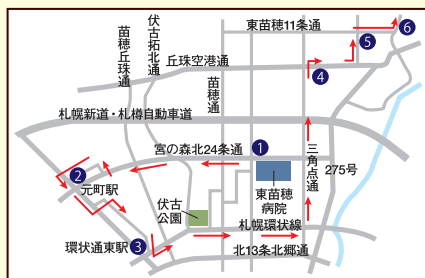 東苗穂11条通
⑥
⑤
苗穂丘珠通
伏古拓北通
丘珠空港通
④
苗穂通
札幌新道・札樽自動車道
宮の森北24条通
①
三角点通
275号
②
元町駅
東苗穂
病院
伏古
公園
札幌環状線
環状通東駅
③
北13条北郷通